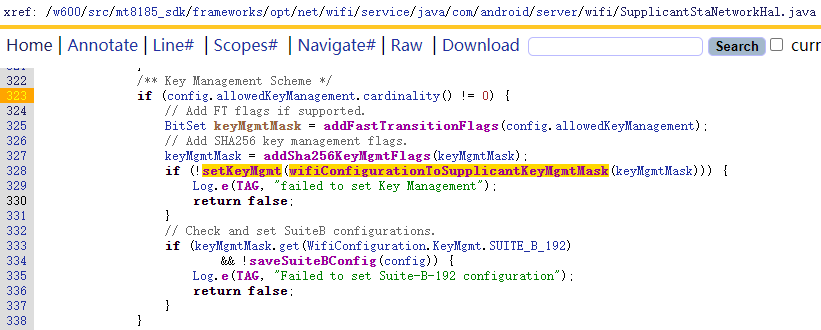 xref: /w600/src/mt8185_sdk/frameworks/opt/net/wifi/service/java/com/android/server/wifi/SupplicantStaNetworkHal.java
Home | Annotate | Line# | Scopes# | Navigate# | Raw | Download Search curr
321 }
322 /** Key Management Scheme */
323 if (config.allowedKeyManagement.cardinality() != 0) {
324 // Add FT flags if supported.
325 BitSet keyMgmtMask = addFastTransitionFlags(config.allowedKeyManagement);
326 // Add SHA256 key management flags.
327 keyMgmtMask = addSha256KeyMgmtFlags(keyMgmtMask);
328 if (!setKeyMgmt(wifiConfigurationToSupplicantKeyMgmtMask(keyMgmtMask))) {
329 Log.e(TAG, "failed to set Key Management");
330 return false;
331 }
332 // Check and set SuiteB configurations.
333 if (keyMgmtMask.get(WifiConfiguration.KeyMgmt.SUITE_B_192)
334 && !saveSuiteBConfig(config)) {
335 Log.e(TAG, "Failed to set Suite-B-192 configuration");
336 return false;
337 }
338 }